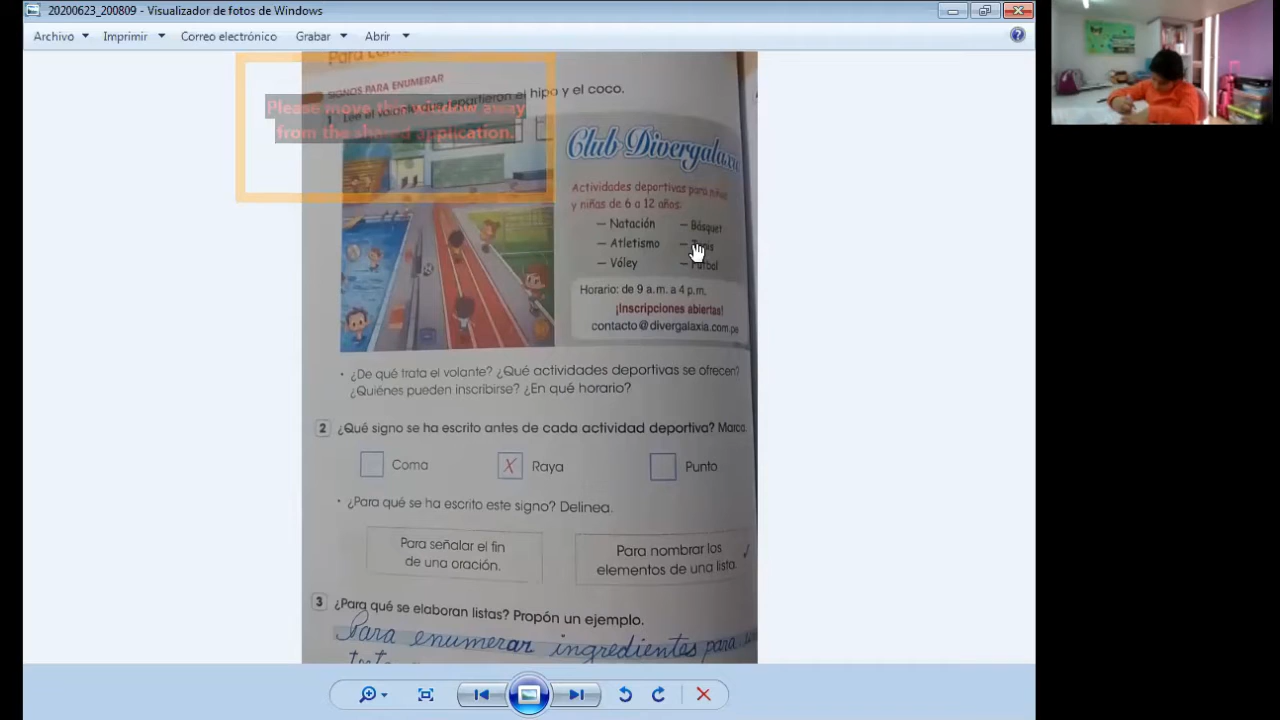 20200623_200809 - Visualizador de fotos de Windows
Archivo Imprimir Correo electrónico Grabar Abrir
SIGNOS PARA ENUMERAR
1 Lee el volante que repartieron el hipo y el coco.
Please move this window away
from the shared application.
Club Divergalaxia
Actividades deportivas para niños
y niñas de 6 a 12 años:
– Natación – Básquet
– Atletismo – Tenis
– Vóley – Fútbol
Horario: de 9 a.m. a 4 p.m.
¡Inscripciones abiertas!
contacto@divergalaxia.com.pe
• ¿De qué trata el volante? ¿Qué actividades deportivas se ofrecen?
¿Quiénes pueden inscribirse? ¿En qué horario?
2 ¿Qué signo se ha escrito antes de cada actividad deportiva? Marca.
Coma X Raya Punto
• ¿Para qué se ha escrito este signo? Delinea.
Para señalar el fin
de una oración.
Para nombrar los
elementos de una lista.
3 ¿Para qué se elaboran listas? Propón un ejemplo.
Para enumerar ingredientes para